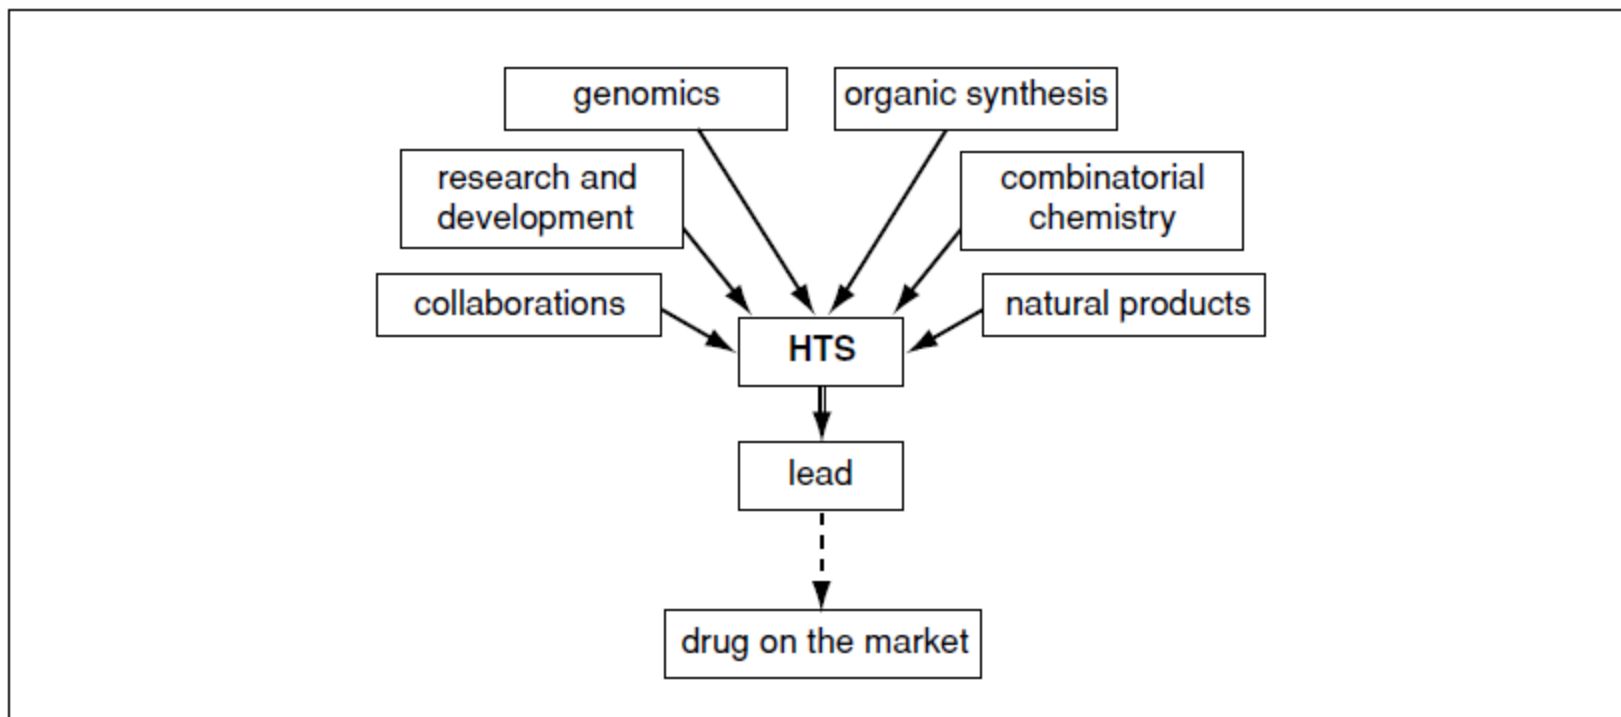 genomics
organic synthesis
research and
development
combinatorial
chemistry
collaborations
natural products
HTS
lead
drug on the market